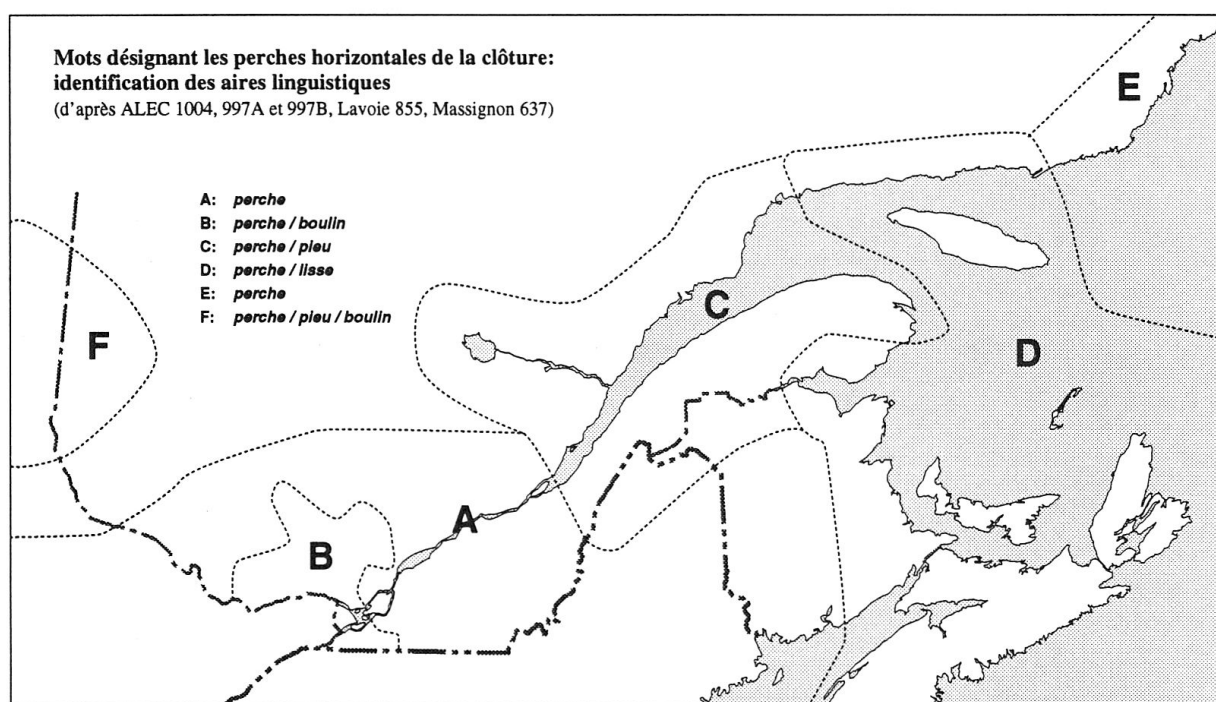 Mots désignant les perches horizontales de la clôture:
identification des aires linguistiques
(d'après ALEC 1004, 997A et 997B, Lavoie 855, Massignon 637)
A: perche
B: perche / boulin
C: perche / pieu
D: perche / lisse
E: perche
F: perche / pieu / boulin
E
C
F
D
A
B